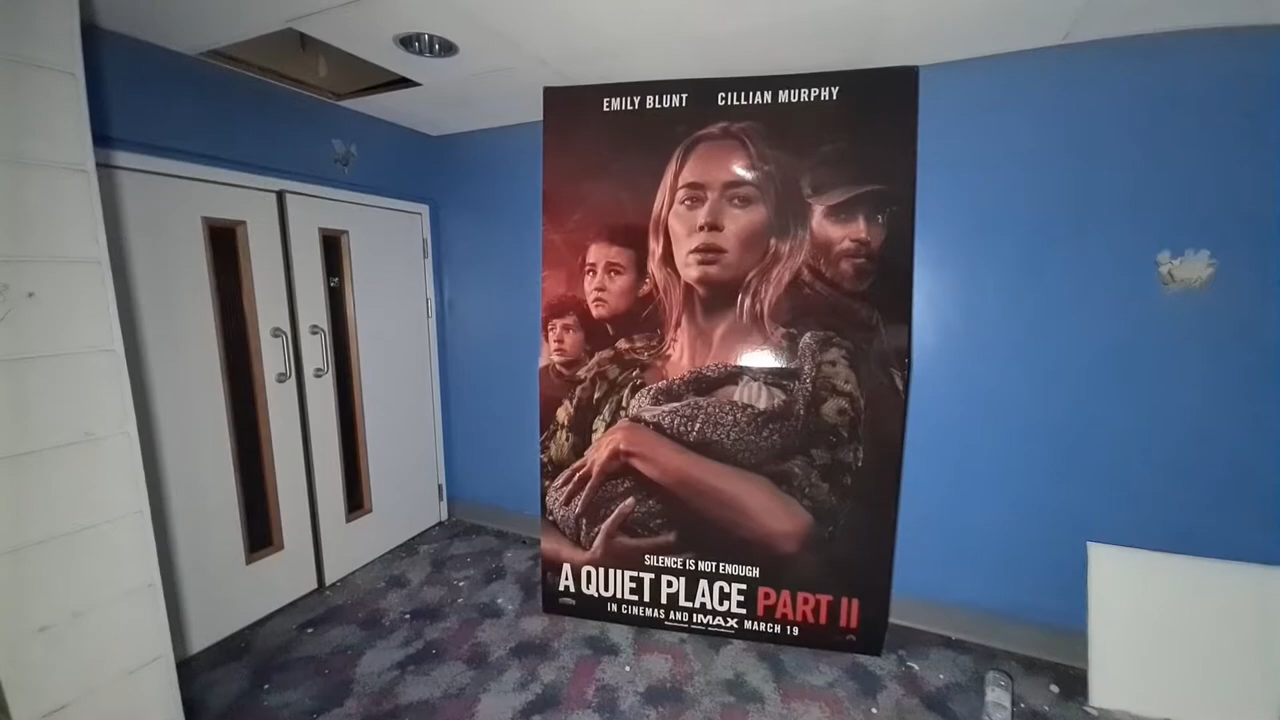 EMILY BLUNT CILLIAN MURPHY
SILENCE IS NOT ENOUGH
A QUIET PLACE PART II
IN CINEMAS AND IMAX MARCH 19